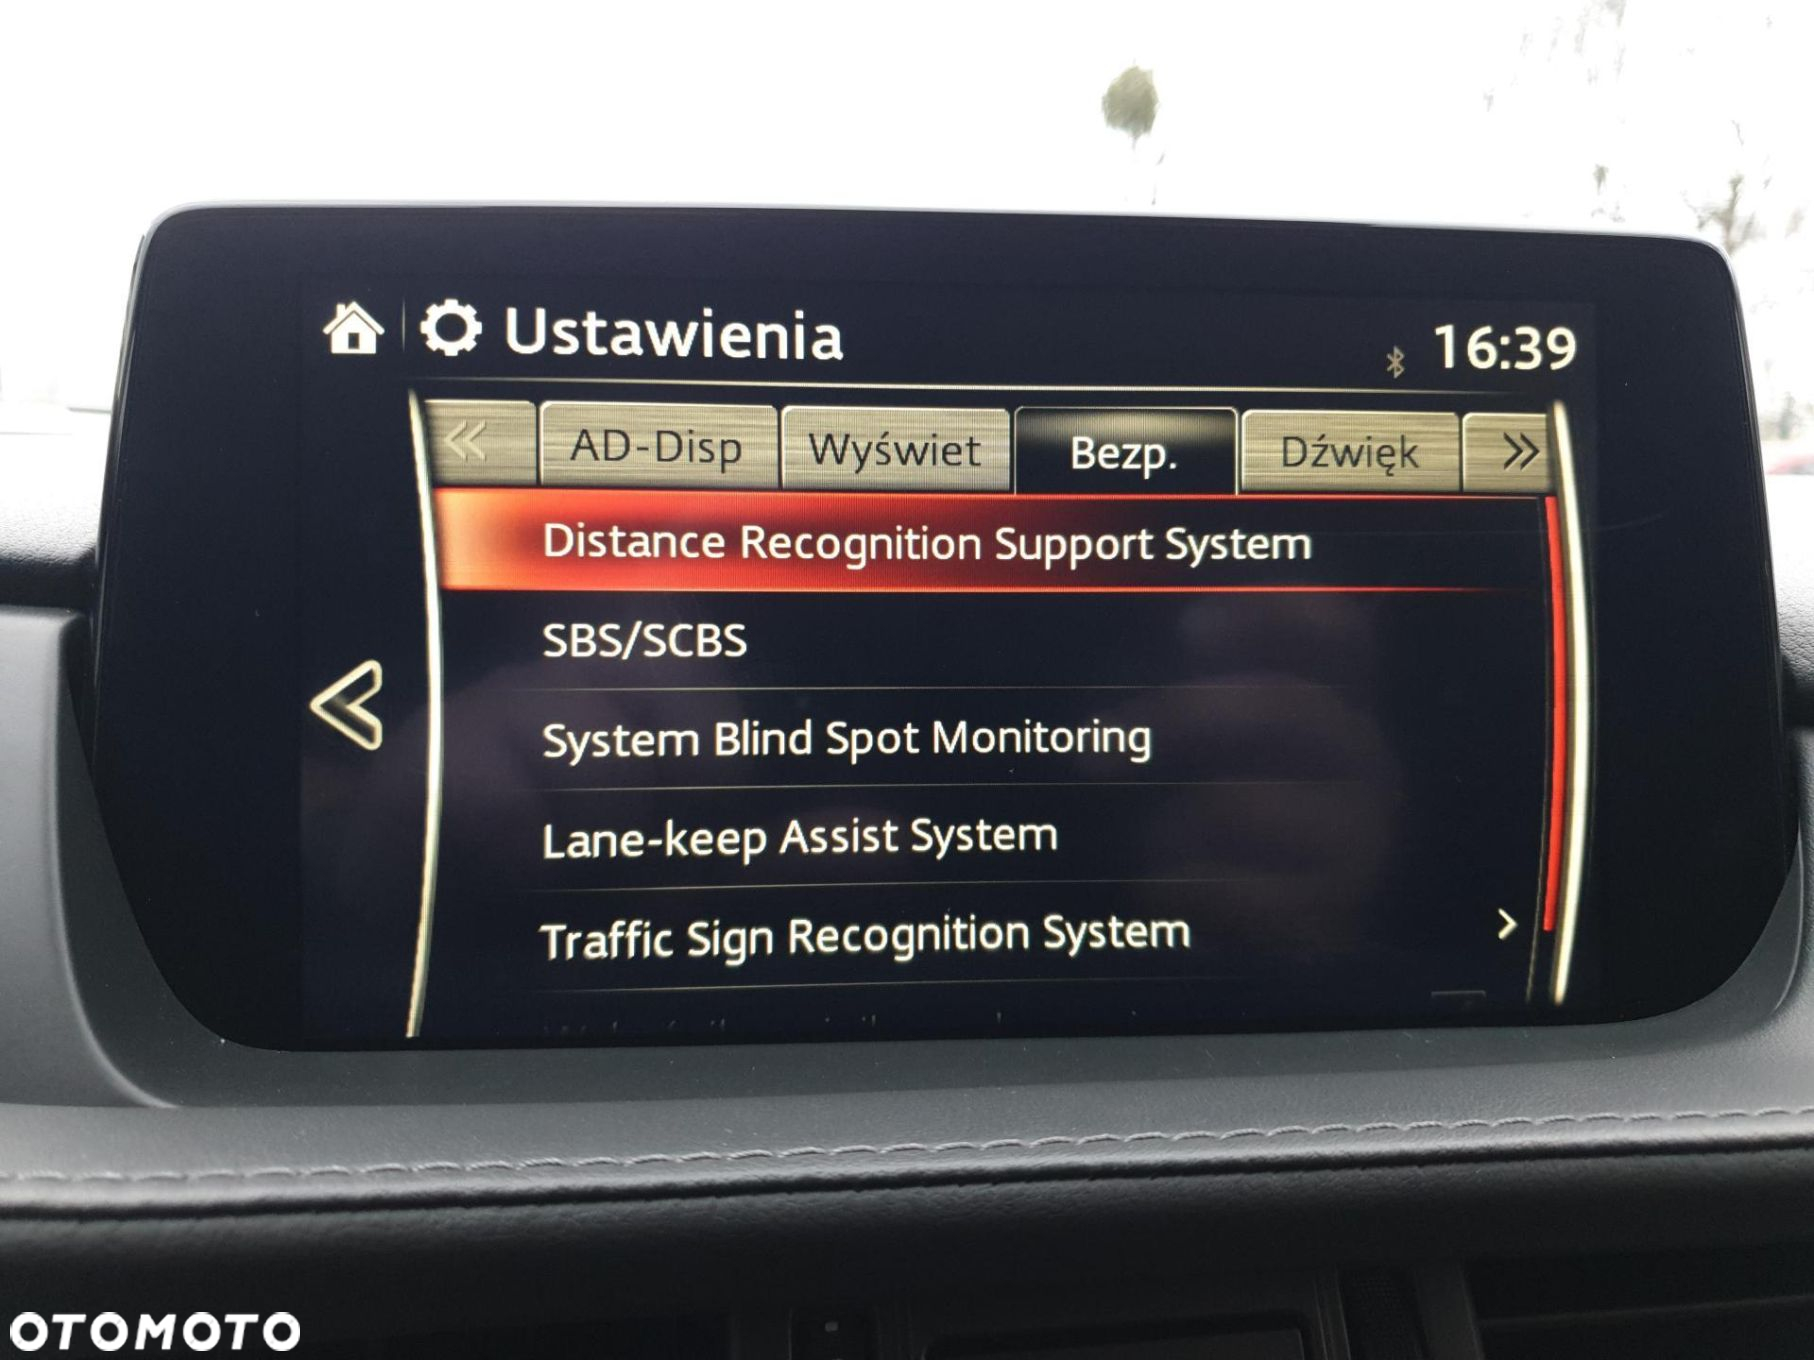 Ustawienia
16:39
AD-Disp
Wyświet
Bezp.
Dźwięk
Distance Recognition Support System
SBS/SCBS
System Blind Spot Monitoring
Lane-keep Assist System
Traffic Sign Recognition System
OTOMOTO